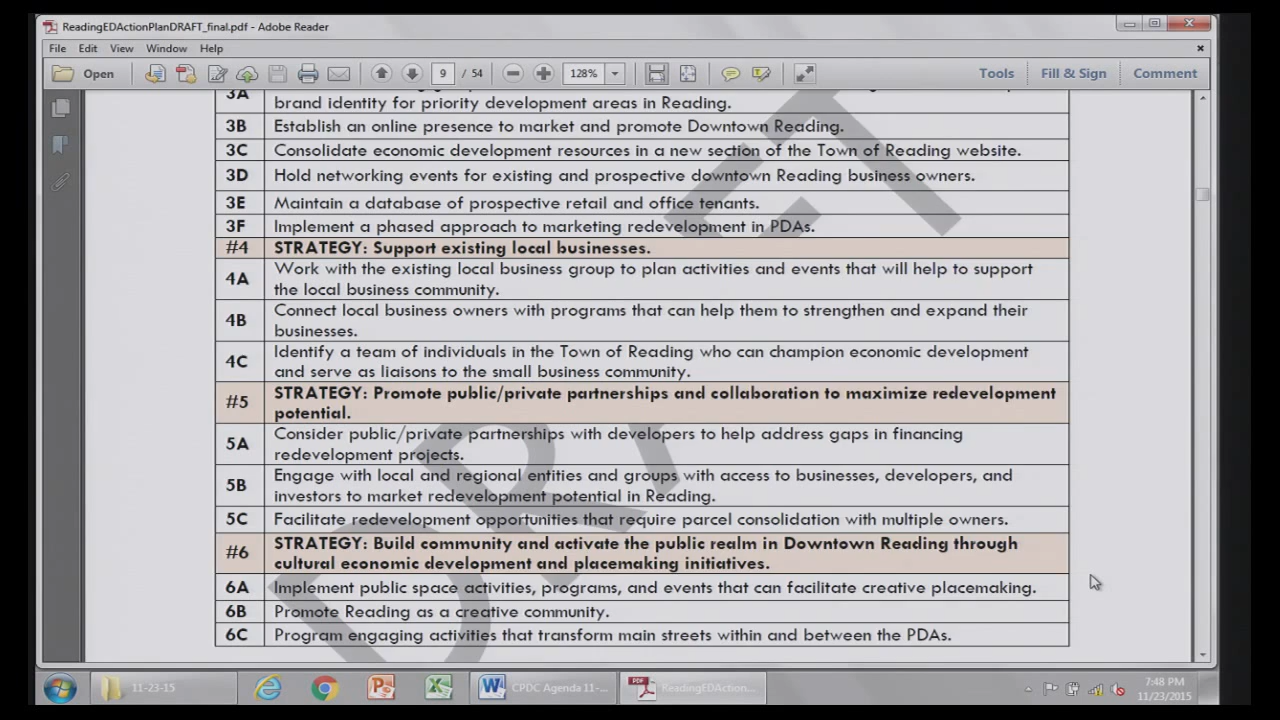 ReadingEDActionPlanDRAFT_final.pdf - Adobe Reader
File Edit View Window Help
Open 9 / 54 128% Tools Fill & Sign Comment
3A
brand identity for priority development areas in Reading.
3B Establish an online presence to market and promote Downtown Reading.
3C Consolidate economic development resources in a new section of the Town of Reading website.
3D Hold networking events for existing and prospective downtown Reading business owners.
3E Maintain a database of prospective retail and office tenants.
3F Implement a phased approach to marketing redevelopment in PDAs.
#4 STRATEGY: Support existing local businesses.
4A Work with the existing local business group to plan activities and events that will help to support
the local business community.
4B Connect local business owners with programs that can help them to strengthen and expand their
businesses.
4C Identify a team of individuals in the Town of Reading who can champion economic development
and serve as liaisons to the small business community.
#5 STRATEGY: Promote public/private partnerships and collaboration to maximize redevelopment
potential.
5A Consider public/private partnerships with developers to help address gaps in financing
redevelopment projects.
5B Engage with local and regional entities and groups with access to businesses, developers, and
investors to market redevelopment potential in Reading.
5C Facilitate redevelopment opportunities that require parcel consolidation with multiple owners.
#6 STRATEGY: Build community and activate the public realm in Downtown Reading through
cultural economic development and placemaking initiatives.
6A Implement public space activities, programs, and events that can facilitate creative placemaking.
6B Promote Reading as a creative community.
6C Program engaging activities that transform main streets within and between the PDAs.
DRAFT
11-23-15 CPDC Agenda 11-... ReadingEDAction...
7:48 PM
11/23/2015